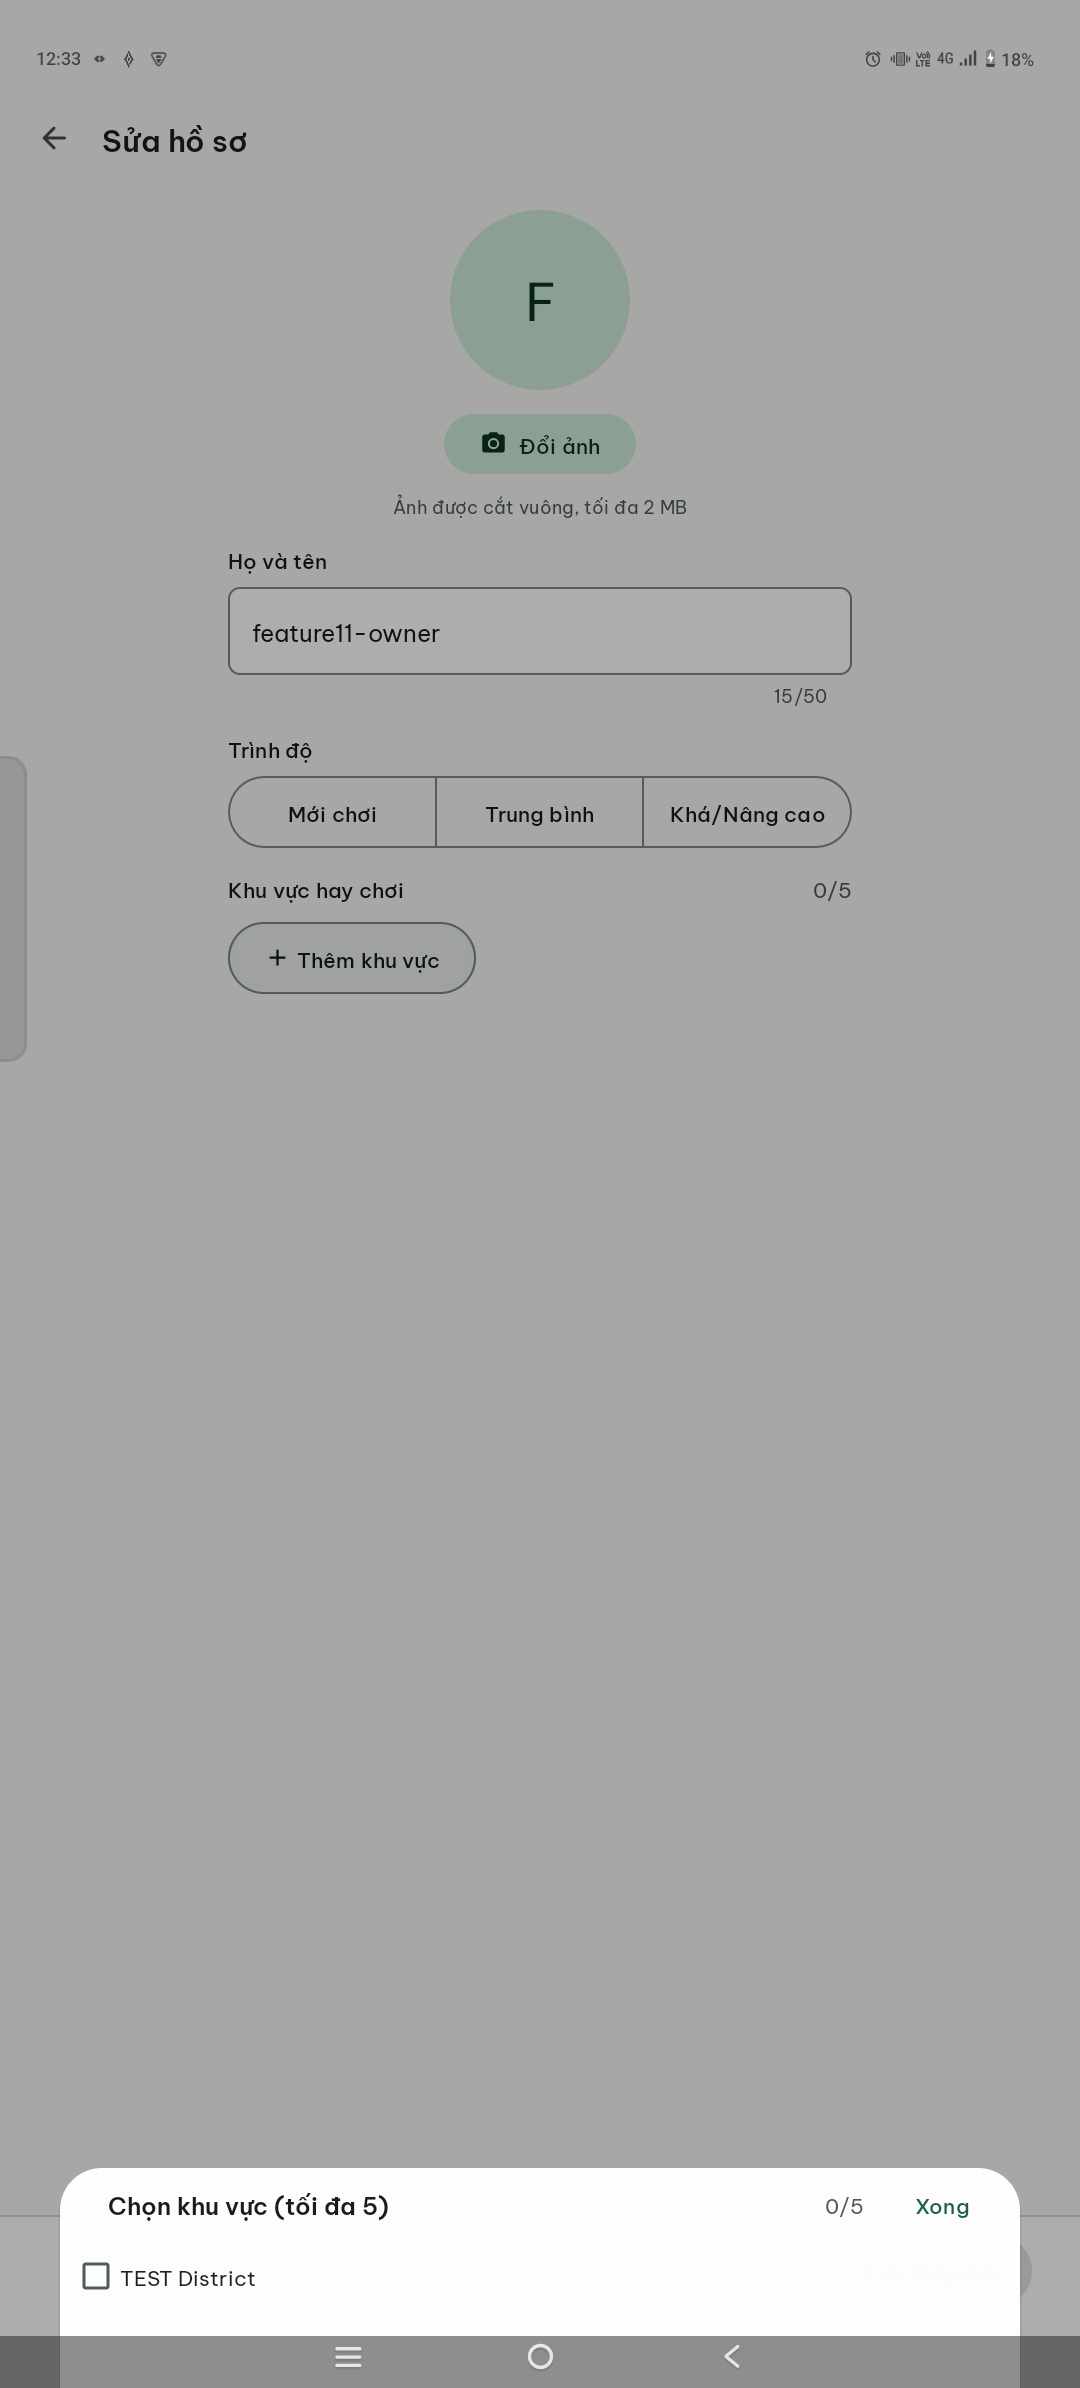 12:33
VoLTE 4G 18%
Sửa hồ sơ
F
Đổi ảnh
Ảnh được cắt vuông, tối đa 2 MB
Họ và tên
feature11-owner
15/50
Trình độ
Mới chơi Trung bình Khá/Nâng cao
Khu vực hay chơi 0/5
+ Thêm khu vực
Chọn khu vực (tối đa 5) 0/5 Xong
TEST District